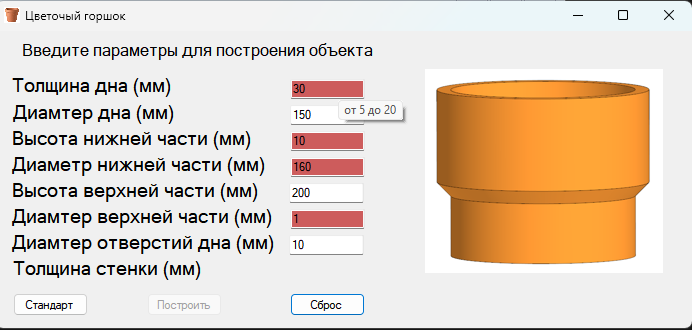 Цветочый горшок
Введите параметры для построения объекта
Толщина дна (мм) 30
Диамтер дна (мм) 150
от 5 до 20
Высота нижней части (мм) 10
Диаметр нижней части (мм) 160
Высота верхней части (мм) 200
Диамтер верхней части (мм) 1
Диаметр отверстий дна (мм) 10
Толщина стенки (мм)
Стандарт Построить Сброс